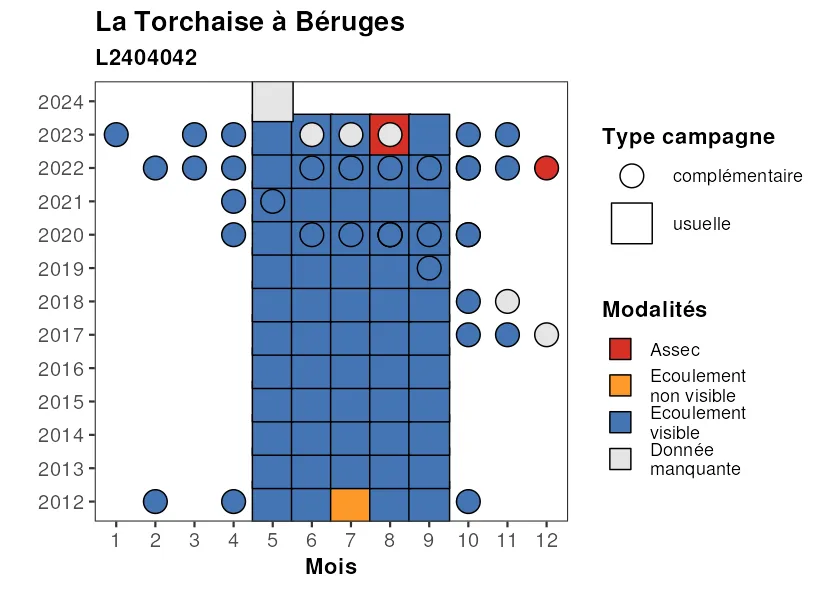 La Torchaise à Béruges
L2404042
2024
2023
2022
2021
2020
2019
2018
2017
2016
2015
2014
2013
2012
1 2 3 4 5 6 7 8 9 10 11 12
Mois
Type campagne
complémentaire
usuelle
Modalités
Assec
Ecoulement
non visible
Ecoulement
visible
Donnée
manquante